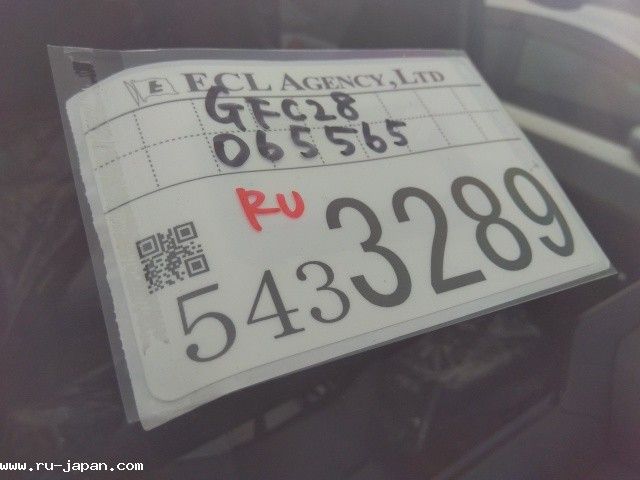 E ECL AGENCY,LTD
GFC28
065565
RU
5433289
www.ru-japan.com